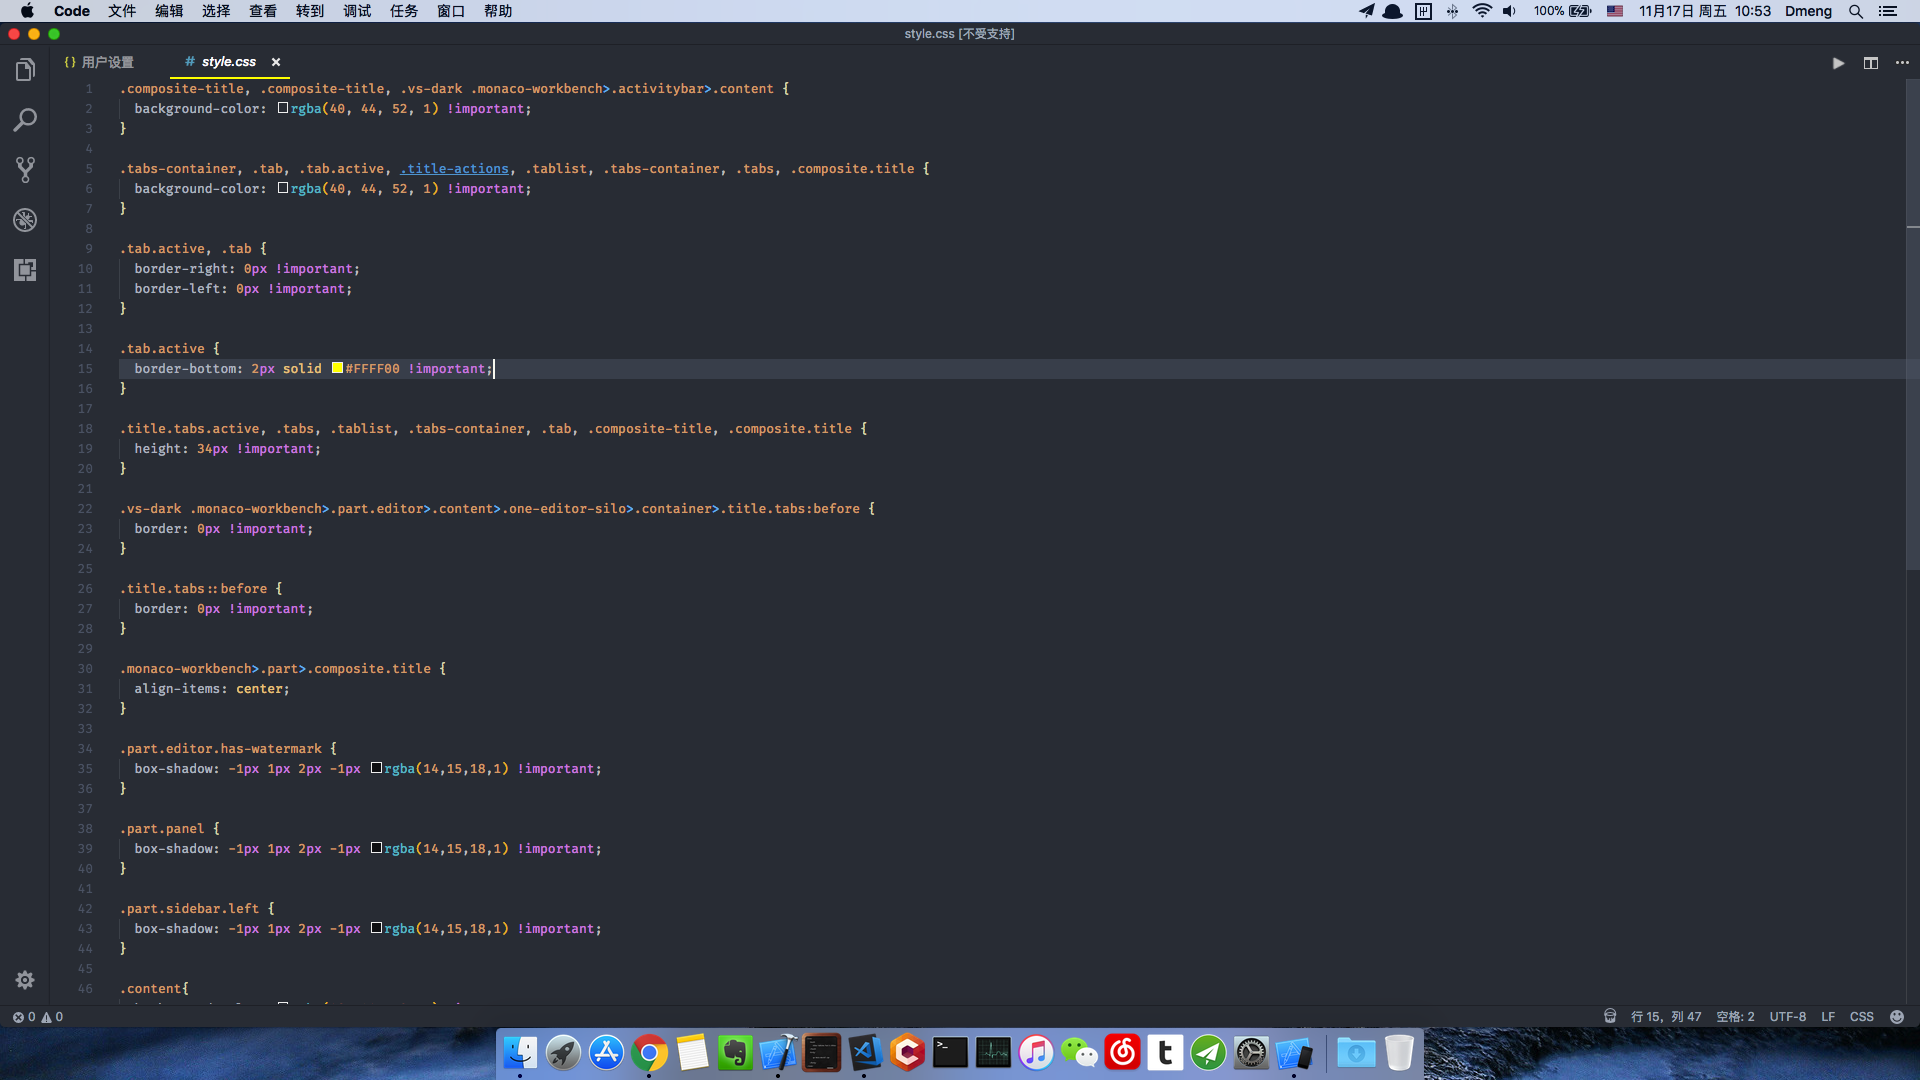 Code 文件 编辑 选择 查看 转到 调试 任务 窗口 帮助 100% 11月17日 周五 10:53 Dmeng
style.css [不受支持]
{} 用户设置 # style.css ×
1 .composite-title, .composite-title, .vs-dark .monaco-workbench>.activitybar>.content {
2 background-color: rgba(40, 44, 52, 1) !important;
3 }
4
5 .tabs-container, .tab, .tab.active, .title-actions, .tablist, .tabs-container, .tabs, .composite.title {
6 background-color: rgba(40, 44, 52, 1) !important;
7 }
8
9 .tab.active, .tab {
10 border-right: 0px !important;
11 border-left: 0px !important;
12 }
13
14 .tab.active {
15 border-bottom: 2px solid #FFFF00 !important;
16 }
17
18 .title.tabs.active, .tabs, .tablist, .tabs-container, .tab, .composite-title, .composite.title {
19 height: 34px !important;
20 }
21
22 .vs-dark .monaco-workbench>.part.editor>.content>.one-editor-silo>.container>.title.tabs:before {
23 border: 0px !important;
24 }
25
26 .title.tabs::before {
27 border: 0px !important;
28 }
29
30 .monaco-workbench>.part>.composite.title {
31 align-items: center;
32 }
33
34 .part.editor.has-watermark {
35 box-shadow: -1px 1px 2px -1px rgba(14,15,18,1) !important;
36 }
37
38 .part.panel {
39 box-shadow: -1px 1px 2px -1px rgba(14,15,18,1) !important;
40 }
41
42 .part.sidebar.left {
43 box-shadow: -1px 1px 2px -1px rgba(14,15,18,1) !important;
44 }
45
46 .content{
0 0 行 15，列 47 空格: 2 UTF-8 LF CSS